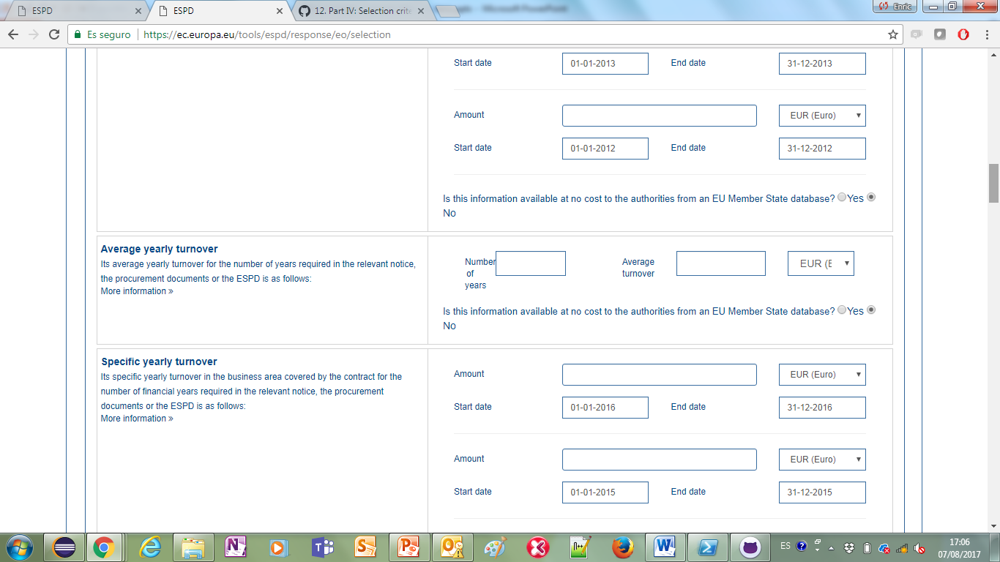 ESPD
ESPD
12. Part IV: Selection crite
Microsoft PowerPoint
Enric
Es seguro https://ec.europa.eu/tools/espd/response/eo/selection
Start date 01-01-2013 End date 31-12-2013
Amount EUR (Euro)
Start date 01-01-2012 End date 31-12-2012
Is this information available at no cost to the authorities from an EU Member State database? Yes
No
Average yearly turnover
Its average yearly turnover for the number of years required in the relevant notice,
the procurement documents or the ESPD is as follows:
More information »
Number
of
years
Average
turnover
EUR (E
Is this information available at no cost to the authorities from an EU Member State database? Yes
No
Specific yearly turnover
Its specific yearly turnover in the business area covered by the contract for the
number of financial years required in the relevant notice, the procurement
documents or the ESPD is as follows:
More information »
Amount EUR (Euro)
Start date 01-01-2016 End date 31-12-2016
Amount EUR (Euro)
Start date 01-01-2015 End date 31-12-2015
ES
17:06
07/08/2017